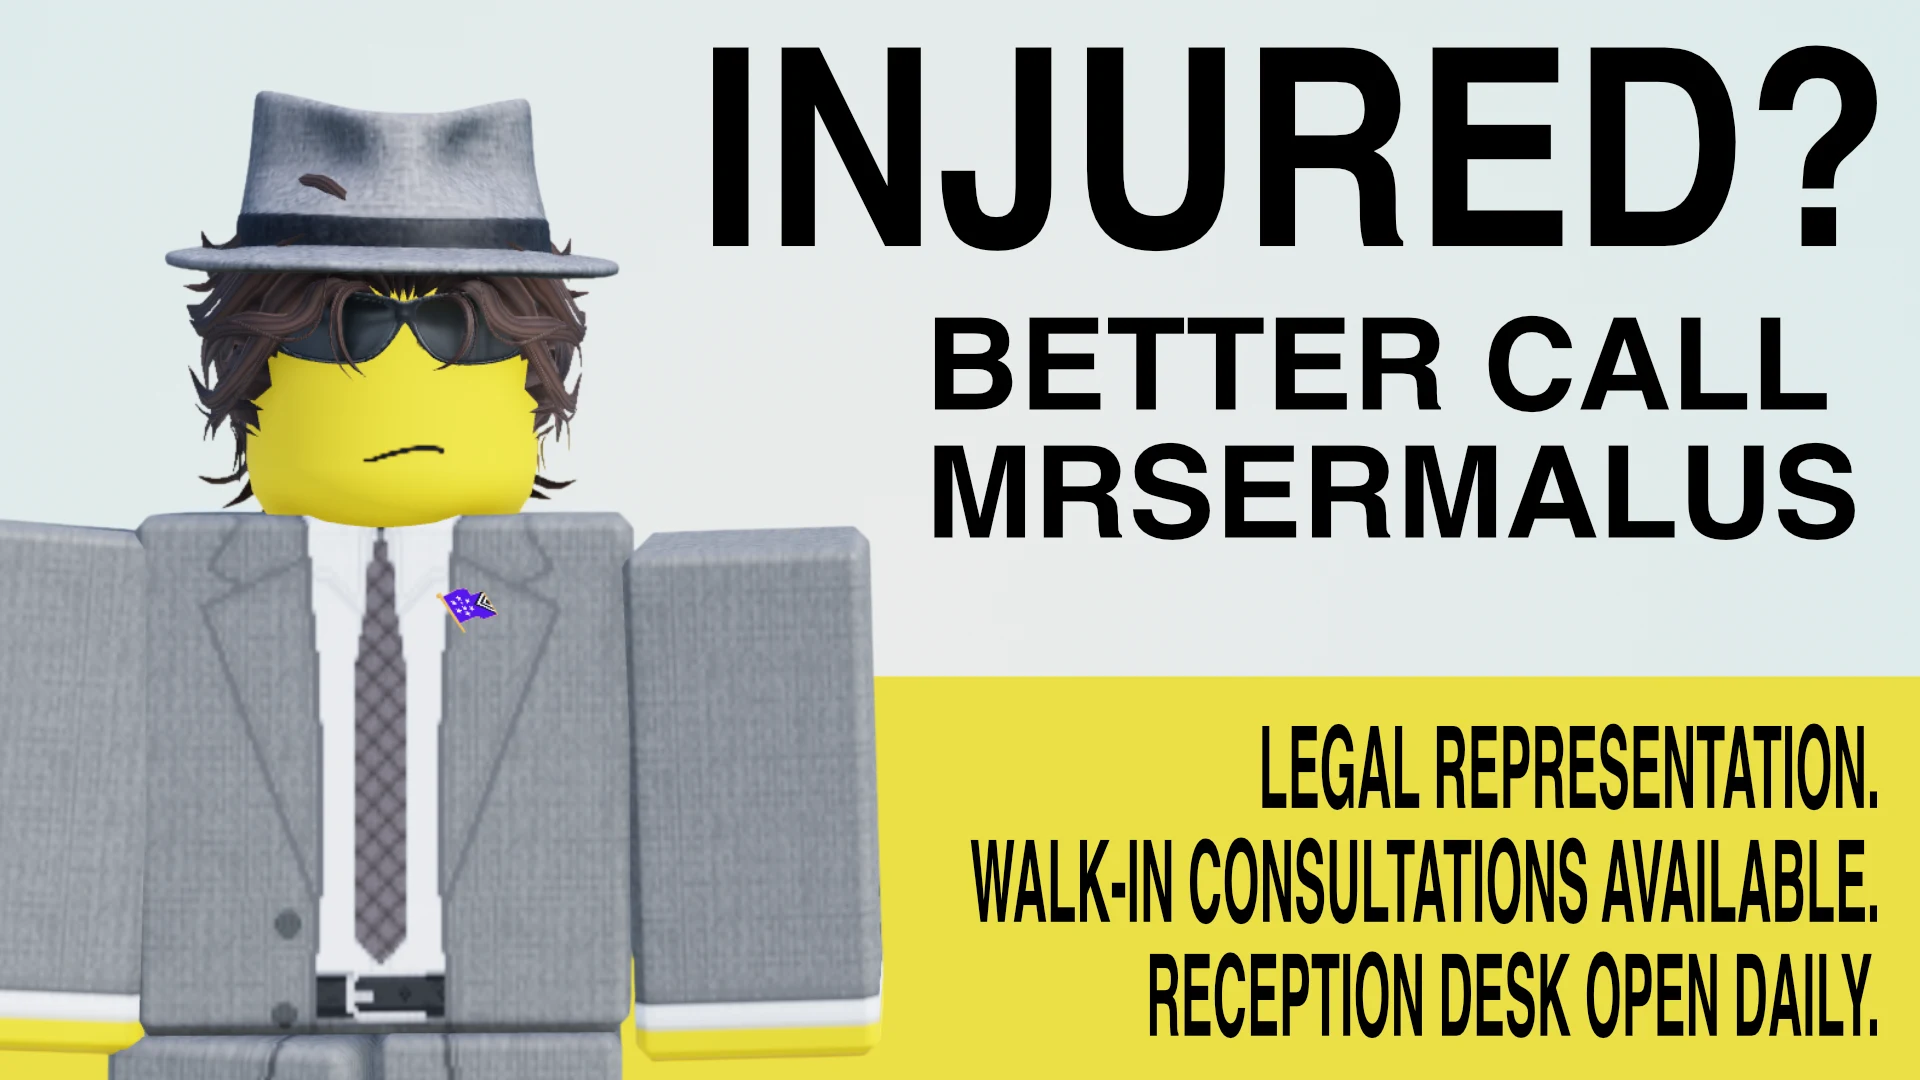 INJURED?
BETTER CALL
MRSERMALUS
LEGAL REPRESENTATION.
WALK-IN CONSULTATIONS AVAILABLE.
RECEPTION DESK OPEN DAILY.